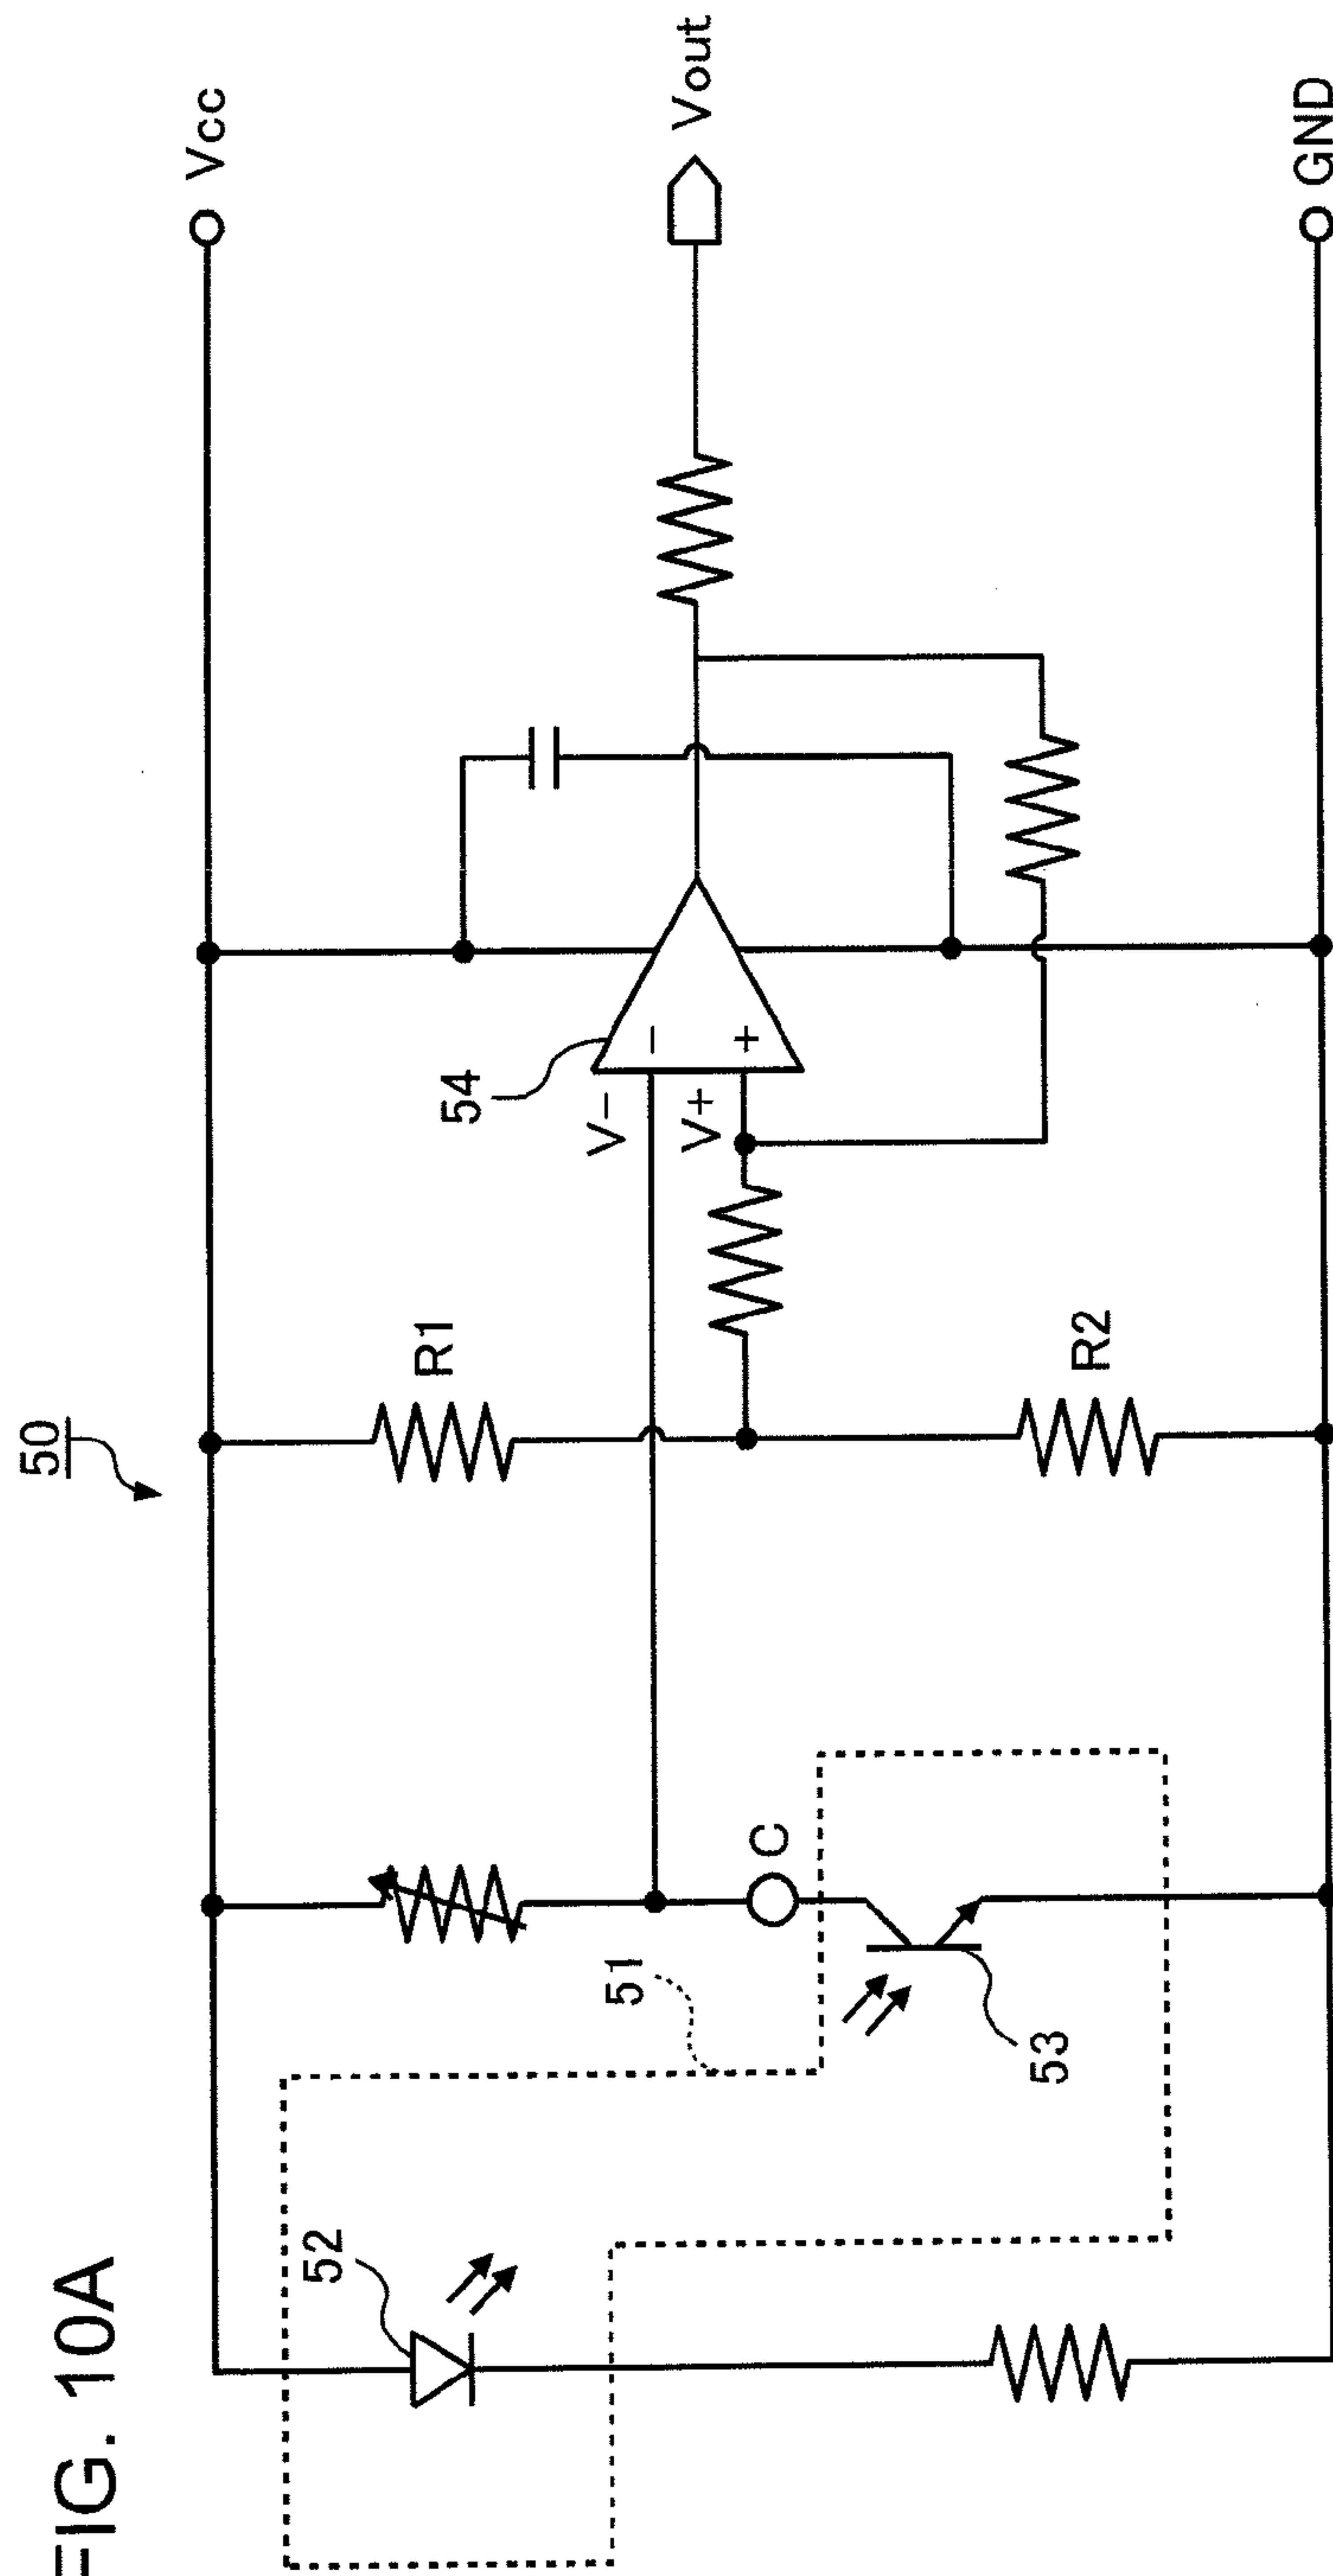 FIG. 10A
50
Vcc
52
51
C
53
R1
R2
54
V-
V+
-
+
Vout
GND